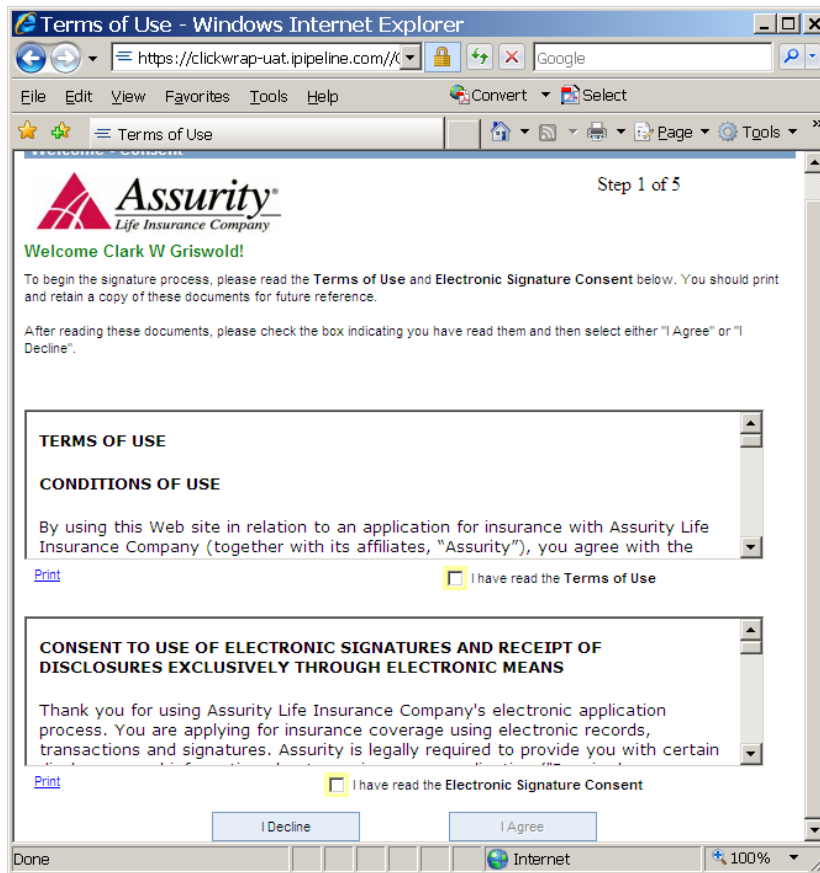 Terms of Use - Windows Internet Explorer
https://clickwrap-uat.ipipeline.com//
Google
File Edit View Favorites Tools Help
Convert Select
Terms of Use
Page Tools »
Welcome - Consent
Assurity®
Life Insurance Company
Step 1 of 5
Welcome Clark W Griswold!
To begin the signature process, please read the Terms of Use and Electronic Signature Consent below. You should print
and retain a copy of these documents for future reference.
After reading these documents, please check the box indicating you have read them and then select either "I Agree" or "I
Decline".
TERMS OF USE
CONDITIONS OF USE
By using this Web site in relation to an application for insurance with Assurity Life
Insurance Company (together with its affiliates, “Assurity”), you agree with the
Print
I have read the Terms of Use
CONSENT TO USE OF ELECTRONIC SIGNATURES AND RECEIPT OF
DISCLOSURES EXCLUSIVELY THROUGH ELECTRONIC MEANS
Thank you for using Assurity Life Insurance Company's electronic application
process. You are applying for insurance coverage using electronic records,
transactions and signatures. Assurity is legally required to provide you with certain
Print
I have read the Electronic Signature Consent
I Decline
I Agree
Done
Internet
100%